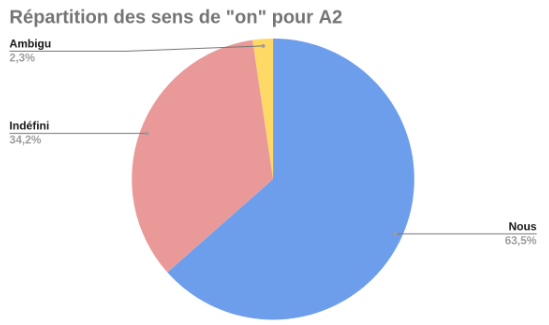 Répartition des sens de "on" pour A2
Ambigu
2,3%
Indéfini
34,2%
Nous
63,5%